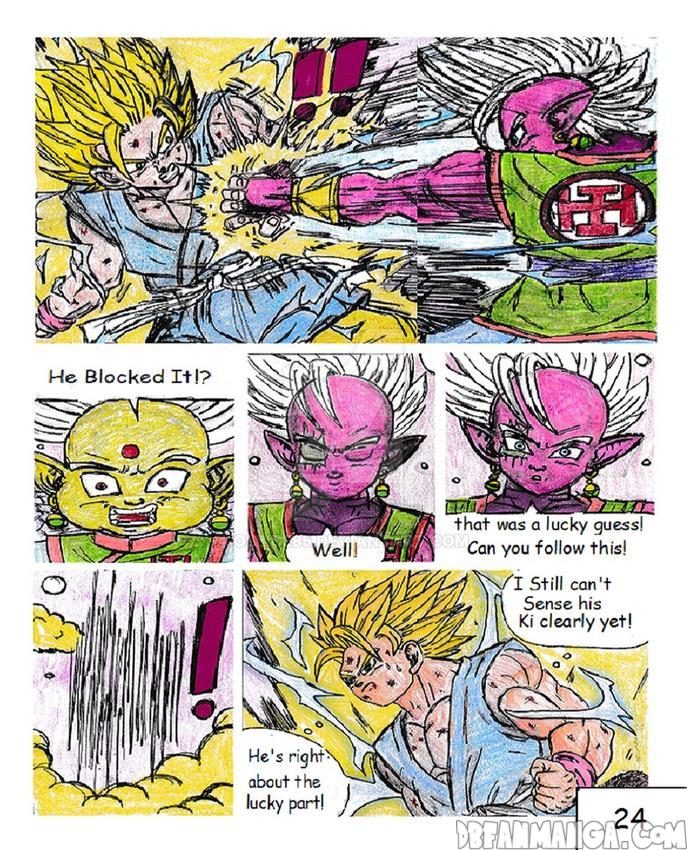 !!
He Blocked It!?
Well!
that was a lucky guess!
Can you follow this!
!
I Still can't
Sense his
Ki clearly yet!
He's right
about the
lucky part!
24
DBFANMANGA.COM